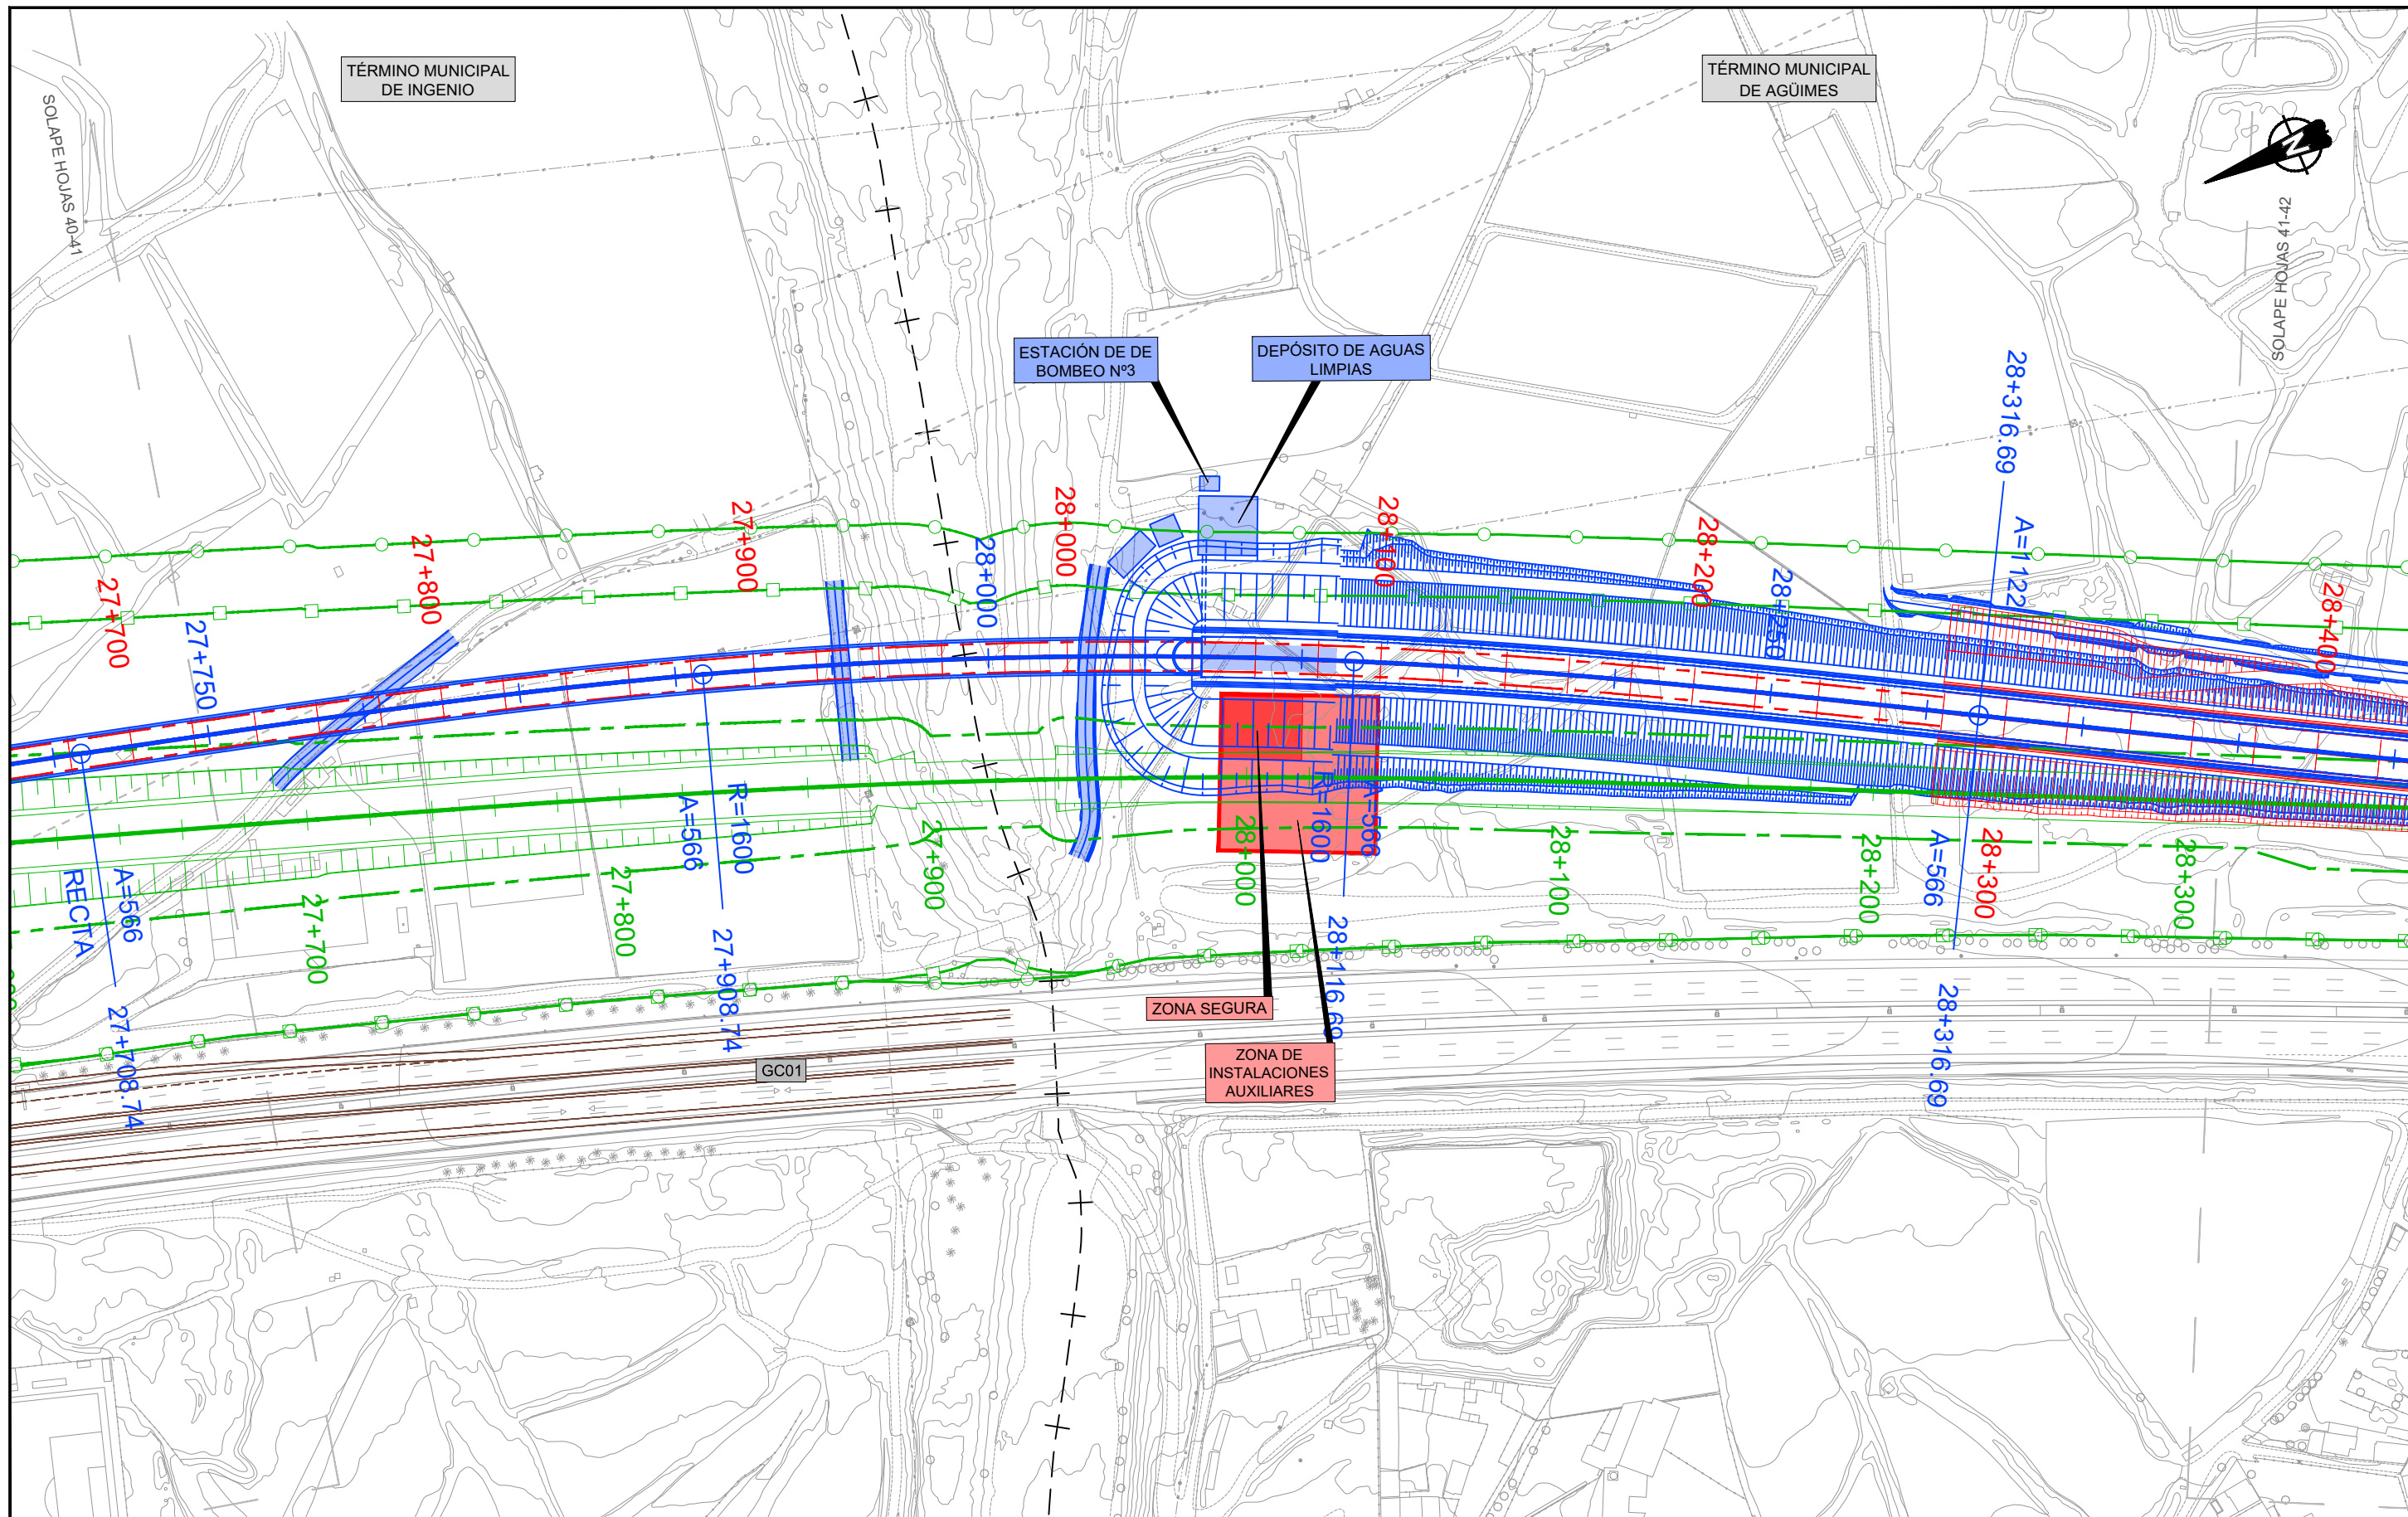 TÉRMINO MUNICIPAL
DE INGENIO
TÉRMINO MUNICIPAL
DE AGÜIMES
SOLAPE HOJAS 40-41
N
SOLAPE HOJAS 41-42
ESTACIÓN DE DE
BOMBEO Nº3
DEPÓSITO DE AGUAS
LIMPIAS
28+316.69
A=1122
27+700
27+800
27+900
28+000
28+100
28+200
28+400
27+750
28+000
28+250
RECTA
A=566
27+708.74
A=566
R=1600
27+908.74
R=1600
A=566
28+116.69
A=566
28+300
28+316.69
27+700
27+800
27+900
28+000
28+100
28+200
28+300
ZONA SEGURA
GC01
ZONA DE
INSTALACIONES
AUXILIARES